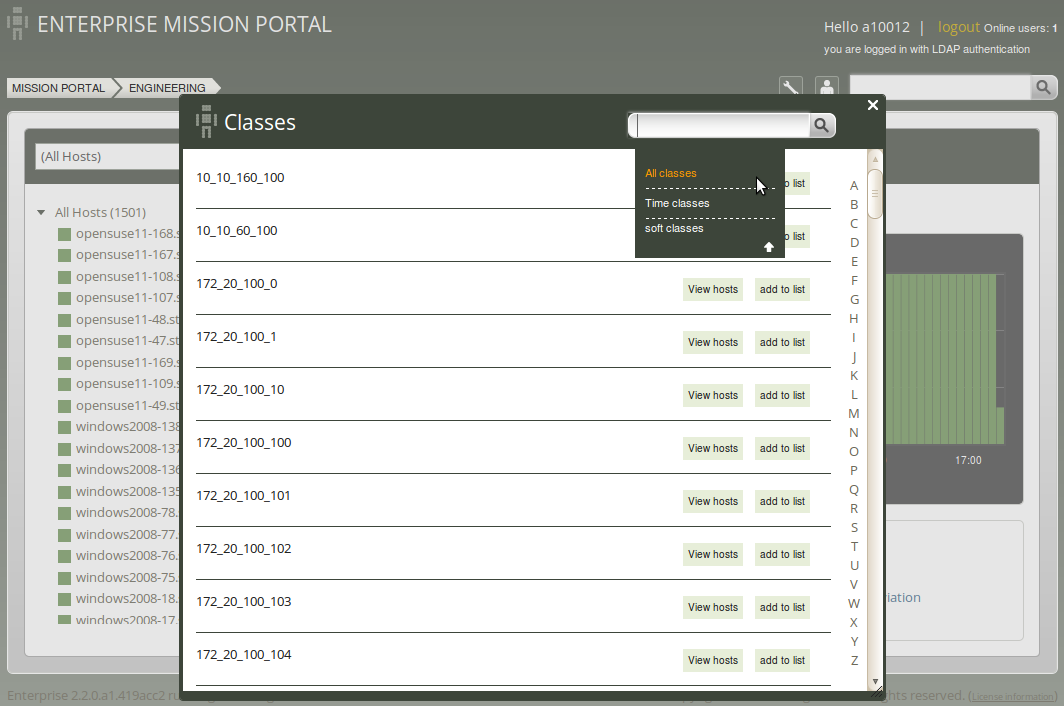 ENTERPRISE MISSION PORTAL
Hello a10012 | logout Online users: 1
you are logged in with LDAP authentication
MISSION PORTAL ENGINEERING
Classes
(All Hosts)
All Hosts (1501)
opensuse11-168.s
opensuse11-167.s
opensuse11-108.s
opensuse11-107.s
opensuse11-48.st
opensuse11-47.st
opensuse11-169.s
opensuse11-109.s
opensuse11-49.st
windows2008-138
windows2008-137
windows2008-136
windows2008-135
windows2008-78.
windows2008-77.
windows2008-76.
windows2008-75.
windows2008-18.
windows2008-17.
All classes
Time classes
soft classes
10_10_160_100
o list
10_10_60_100
o list
172_20_100_0 View hosts add to list
172_20_100_1 View hosts add to list
172_20_100_10 View hosts add to list
172_20_100_100 View hosts add to list
172_20_100_101 View hosts add to list
172_20_100_102 View hosts add to list
172_20_100_103 View hosts add to list
172_20_100_104 View hosts add to list
A
B
C
D
E
F
G
H
I
J
K
L
M
N
O
P
Q
R
S
T
U
V
W
X
Y
Z
17:00
iation
Enterprise 2.2.0.a1.419acc2 ru
ghts reserved. (License information)